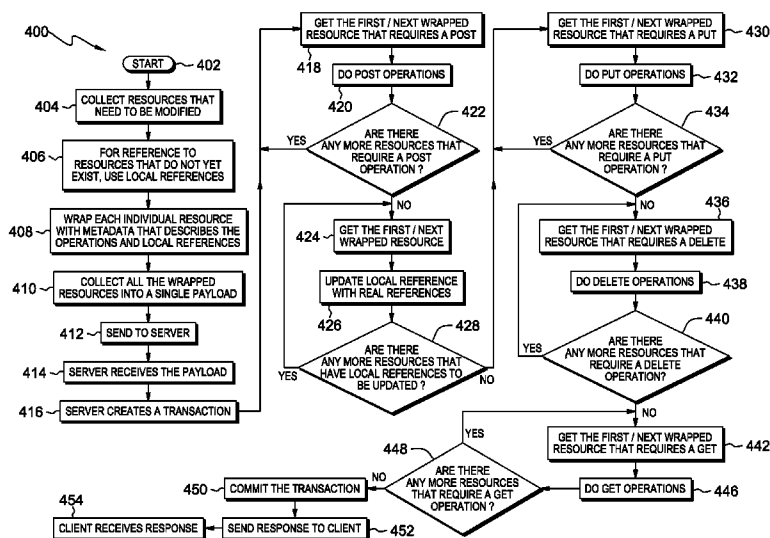 400
START
402
404
COLLECT RESOURCES THAT
NEED TO BE MODIFIED
406
FOR REFERENCE TO
RESOURCES THAT DO NOT YET
EXIST, USE LOCAL REFERENCES
408
WRAP EACH INDIVIDUAL RESOURCE
WITH METADATA THAT DESCRIBES THE
OPERATIONS AND LOCAL REFERENCES
410
COLLECT ALL THE WRAPPED
RESOURCES INTO A SINGLE PAYLOAD
412
SEND TO SERVER
414
SERVER RECEIVES THE PAYLOAD
416
SERVER CREATES A TRANSACTION
GET THE FIRST / NEXT WRAPPED
RESOURCE THAT REQUIRES A POST
418
DO POST OPERATIONS
420
422
YES
ARE THERE
ANY MORE RESOURCES THAT
REQUIRE A POST
OPERATION ?
NO
424
GET THE FIRST / NEXT
WRAPPED RESOURCE
UPDATE LOCAL REFERENCE
WITH REAL REFERENCES
426
428
YES
ARE THERE
ANY MORE RESOURCES THAT
HAVE LOCAL REFERENCES TO
BE UPDATED ?
NO
GET THE FIRST / NEXT WRAPPED
RESOURCE THAT REQUIRES A PUT
430
DO PUT OPERATIONS
432
434
YES
ARE THERE
ANY MORE RESOURCES THAT
REQUIRE A PUT
OPERATION ?
NO
436
GET THE FIRST / NEXT WRAPPED
RESOURCE THAT REQUIRES A DELETE
DO DELETE OPERATIONS
438
440
YES
ARE THERE
ANY MORE RESOURCES THAT
REQUIRE A DELETE
OPERATION?
NO
GET THE FIRST / NEXT WRAPPED
RESOURCE THAT REQUIRES A GET
442
DO GET OPERATIONS
446
448
YES
ARE THERE
ANY MORE RESOURCES
THAT REQUIRE A GET
OPERATION ?
NO
450
COMMIT THE TRANSACTION
SEND RESPONSE TO CLIENT
452
454
CLIENT RECEIVES RESPONSE